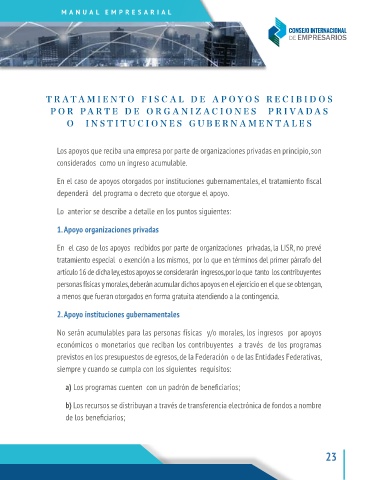 MANUAL EMPRESARIAL
CONSEJO INTERNACIONAL
DE EMPRESARIOS
TRATAMIENTO FISCAL DE APOYOS RECIBIDOS
POR PARTE DE ORGANIZACIONES PRIVADAS
O INSTITUCIONES GUBERNAMENTALES
Los apoyos que reciba una empresa por parte de organizaciones privadas en principio, son
considerados como un ingreso acumulable.
En el caso de apoyos otorgados por instituciones gubernamentales, el tratamiento fiscal
dependerá del programa o decreto que otorgue el apoyo.
Lo anterior se describe a detalle en los puntos siguientes:
1. Apoyo organizaciones privadas
En el caso de los apoyos recibidos por parte de organizaciones privadas, la LISR, no prevé
tratamiento especial o exención a los mismos, por lo que en términos del primer párrafo del
artículo 16 de dicha ley, estos apoyos se considerarán ingresos, por lo que tanto los contribuyentes
personas físicas y morales, deberán acumular dichos apoyos en el ejercicio en el que se obtengan,
a menos que fueran otorgados en forma gratuita atendiendo a la contingencia.
2. Apoyo instituciones gubernamentales
No serán acumulables para las personas físicas y/o morales, los ingresos por apoyos
económicos o monetarios que reciban los contribuyentes a través de los programas
previstos en los presupuestos de egresos, de la Federación o de las Entidades Federativas,
siempre y cuando se cumpla con los siguientes requisitos:
a) Los programas cuenten con un padrón de beneficiarios;
b) Los recursos se distribuyan a través de transferencia electrónica de fondos a nombre
de los beneficiarios;
23